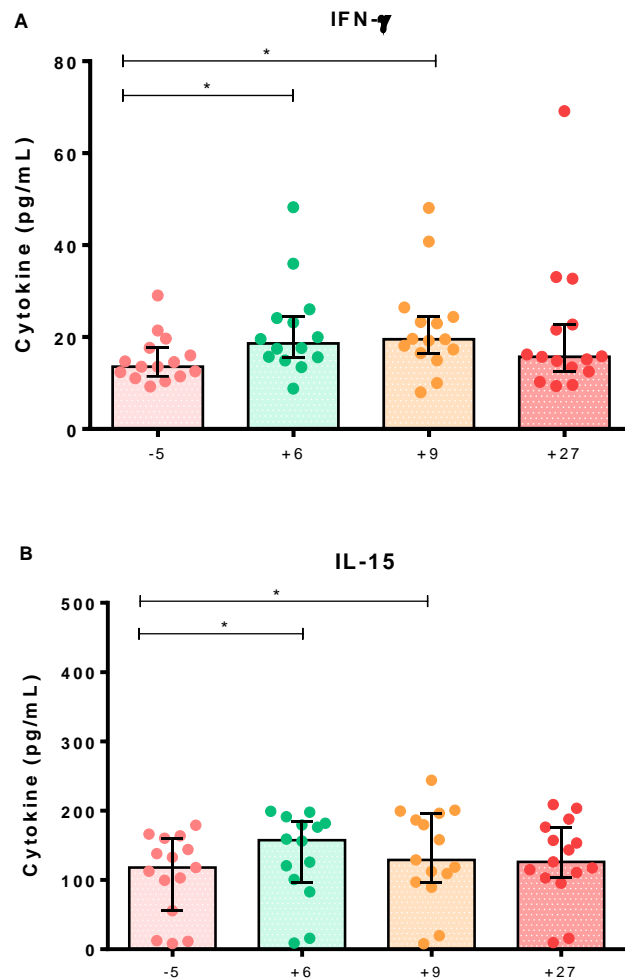 A
IFN-γ
80
*
*
60
Cytokine (pg/mL)
40
20
0
-5 +6 +9 +27
B
IL-15
500
*
*
400
300
Cytokine (pg/mL)
200
100
0
-5 +6 +9 +27